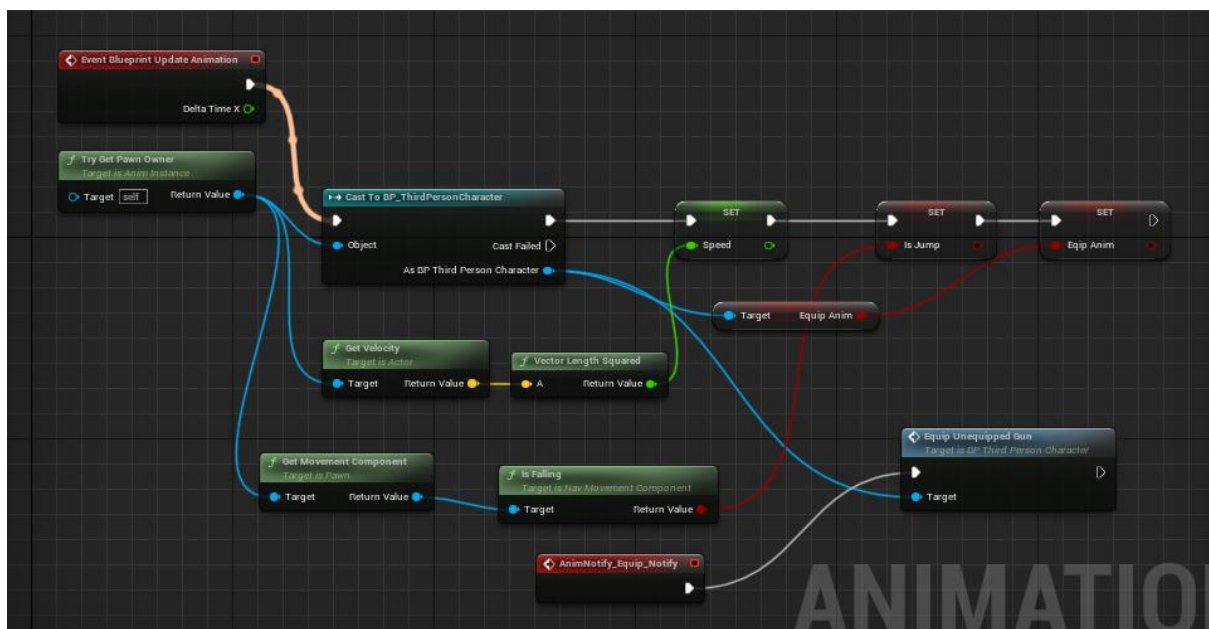 Event Blueprint Update Animation
Delta Time X
Try Get Pawn Owner
Target is Anim Instance
Target self Return Value
Cast To BP_ThirdPersonCharacter
Object Cast Failed
As BP Third Person Character
SET
Speed
SET
Is Jump
SET
Eqip Anim
Target Equip Anim
Get Velocity
Target is Actor
Target Return Value
Vector Length Squared
A Return Value
Equip Unequipped Gun
Target is BP Third Person Character
Target
Get Movement Component
Target is Pawn
Target Return Value
Is Falling
Target is Nav Movement Component
Target Return Value
AnimNotify_Equip_Notify
ANIMATIO